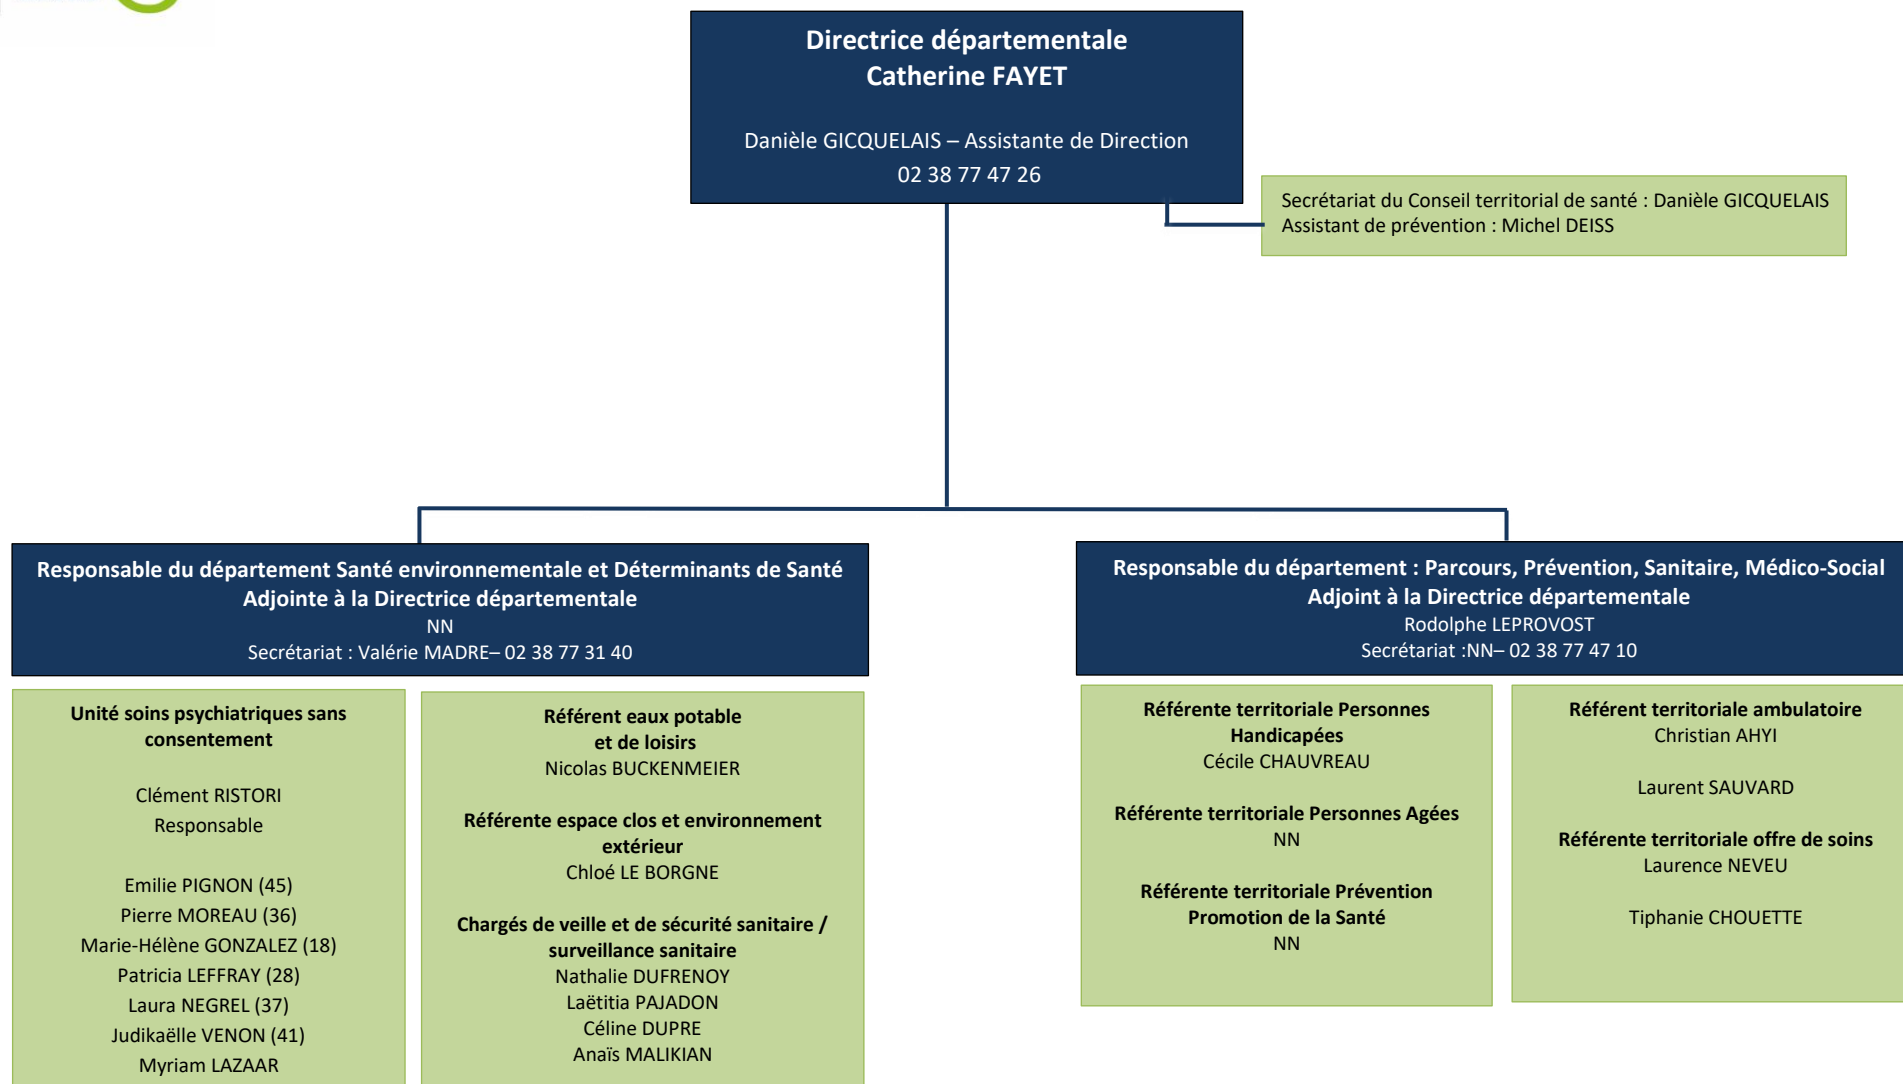 Directrice départementale
Catherine FAYET
Danièle GICQUELAIS – Assistante de Direction
02 38 77 47 26
Secrétariat du Conseil territorial de santé : Danièle GICQUELAIS
Assistant de prévention : Michel DEISS
Responsable du département Santé environnementale et Déterminants de Santé
Adjointe à la Directrice départementale
NN
Secrétariat : Valérie MADRE– 02 38 77 31 40
Responsable du département : Parcours, Prévention, Sanitaire, Médico-Social
Adjoint à la Directrice départementale
Rodolphe LEPROVOST
Secrétariat :NN– 02 38 77 47 10
Unité soins psychiatriques sans
consentement
Clément RISTORI
Responsable
Emilie PIGNON (45)
Pierre MOREAU (36)
Marie-Hélène GONZALEZ (18)
Patricia LEFFRAY (28)
Laura NEGREL (37)
Judikaëlle VENON (41)
Myriam LAZAAR
Référent eaux potable
et de loisirs
Nicolas BUCKENMEIER
Référente espace clos et environnement
extérieur
Chloé LE BORGNE
Chargés de veille et de sécurité sanitaire /
surveillance sanitaire
Nathalie DUFRENOY
Laëtitia PAJADON
Céline DUPRE
Anaïs MALIKIAN
Référente territoriale Personnes
Handicapées
Cécile CHAUVREAU
Référente territoriale Personnes Agées
NN
Référente territoriale Prévention
Promotion de la Santé
NN
Référent territoriale ambulatoire
Christian AHYI
Laurent SAUVARD
Référente territoriale offre de soins
Laurence NEVEU
Tiphanie CHOUETTE